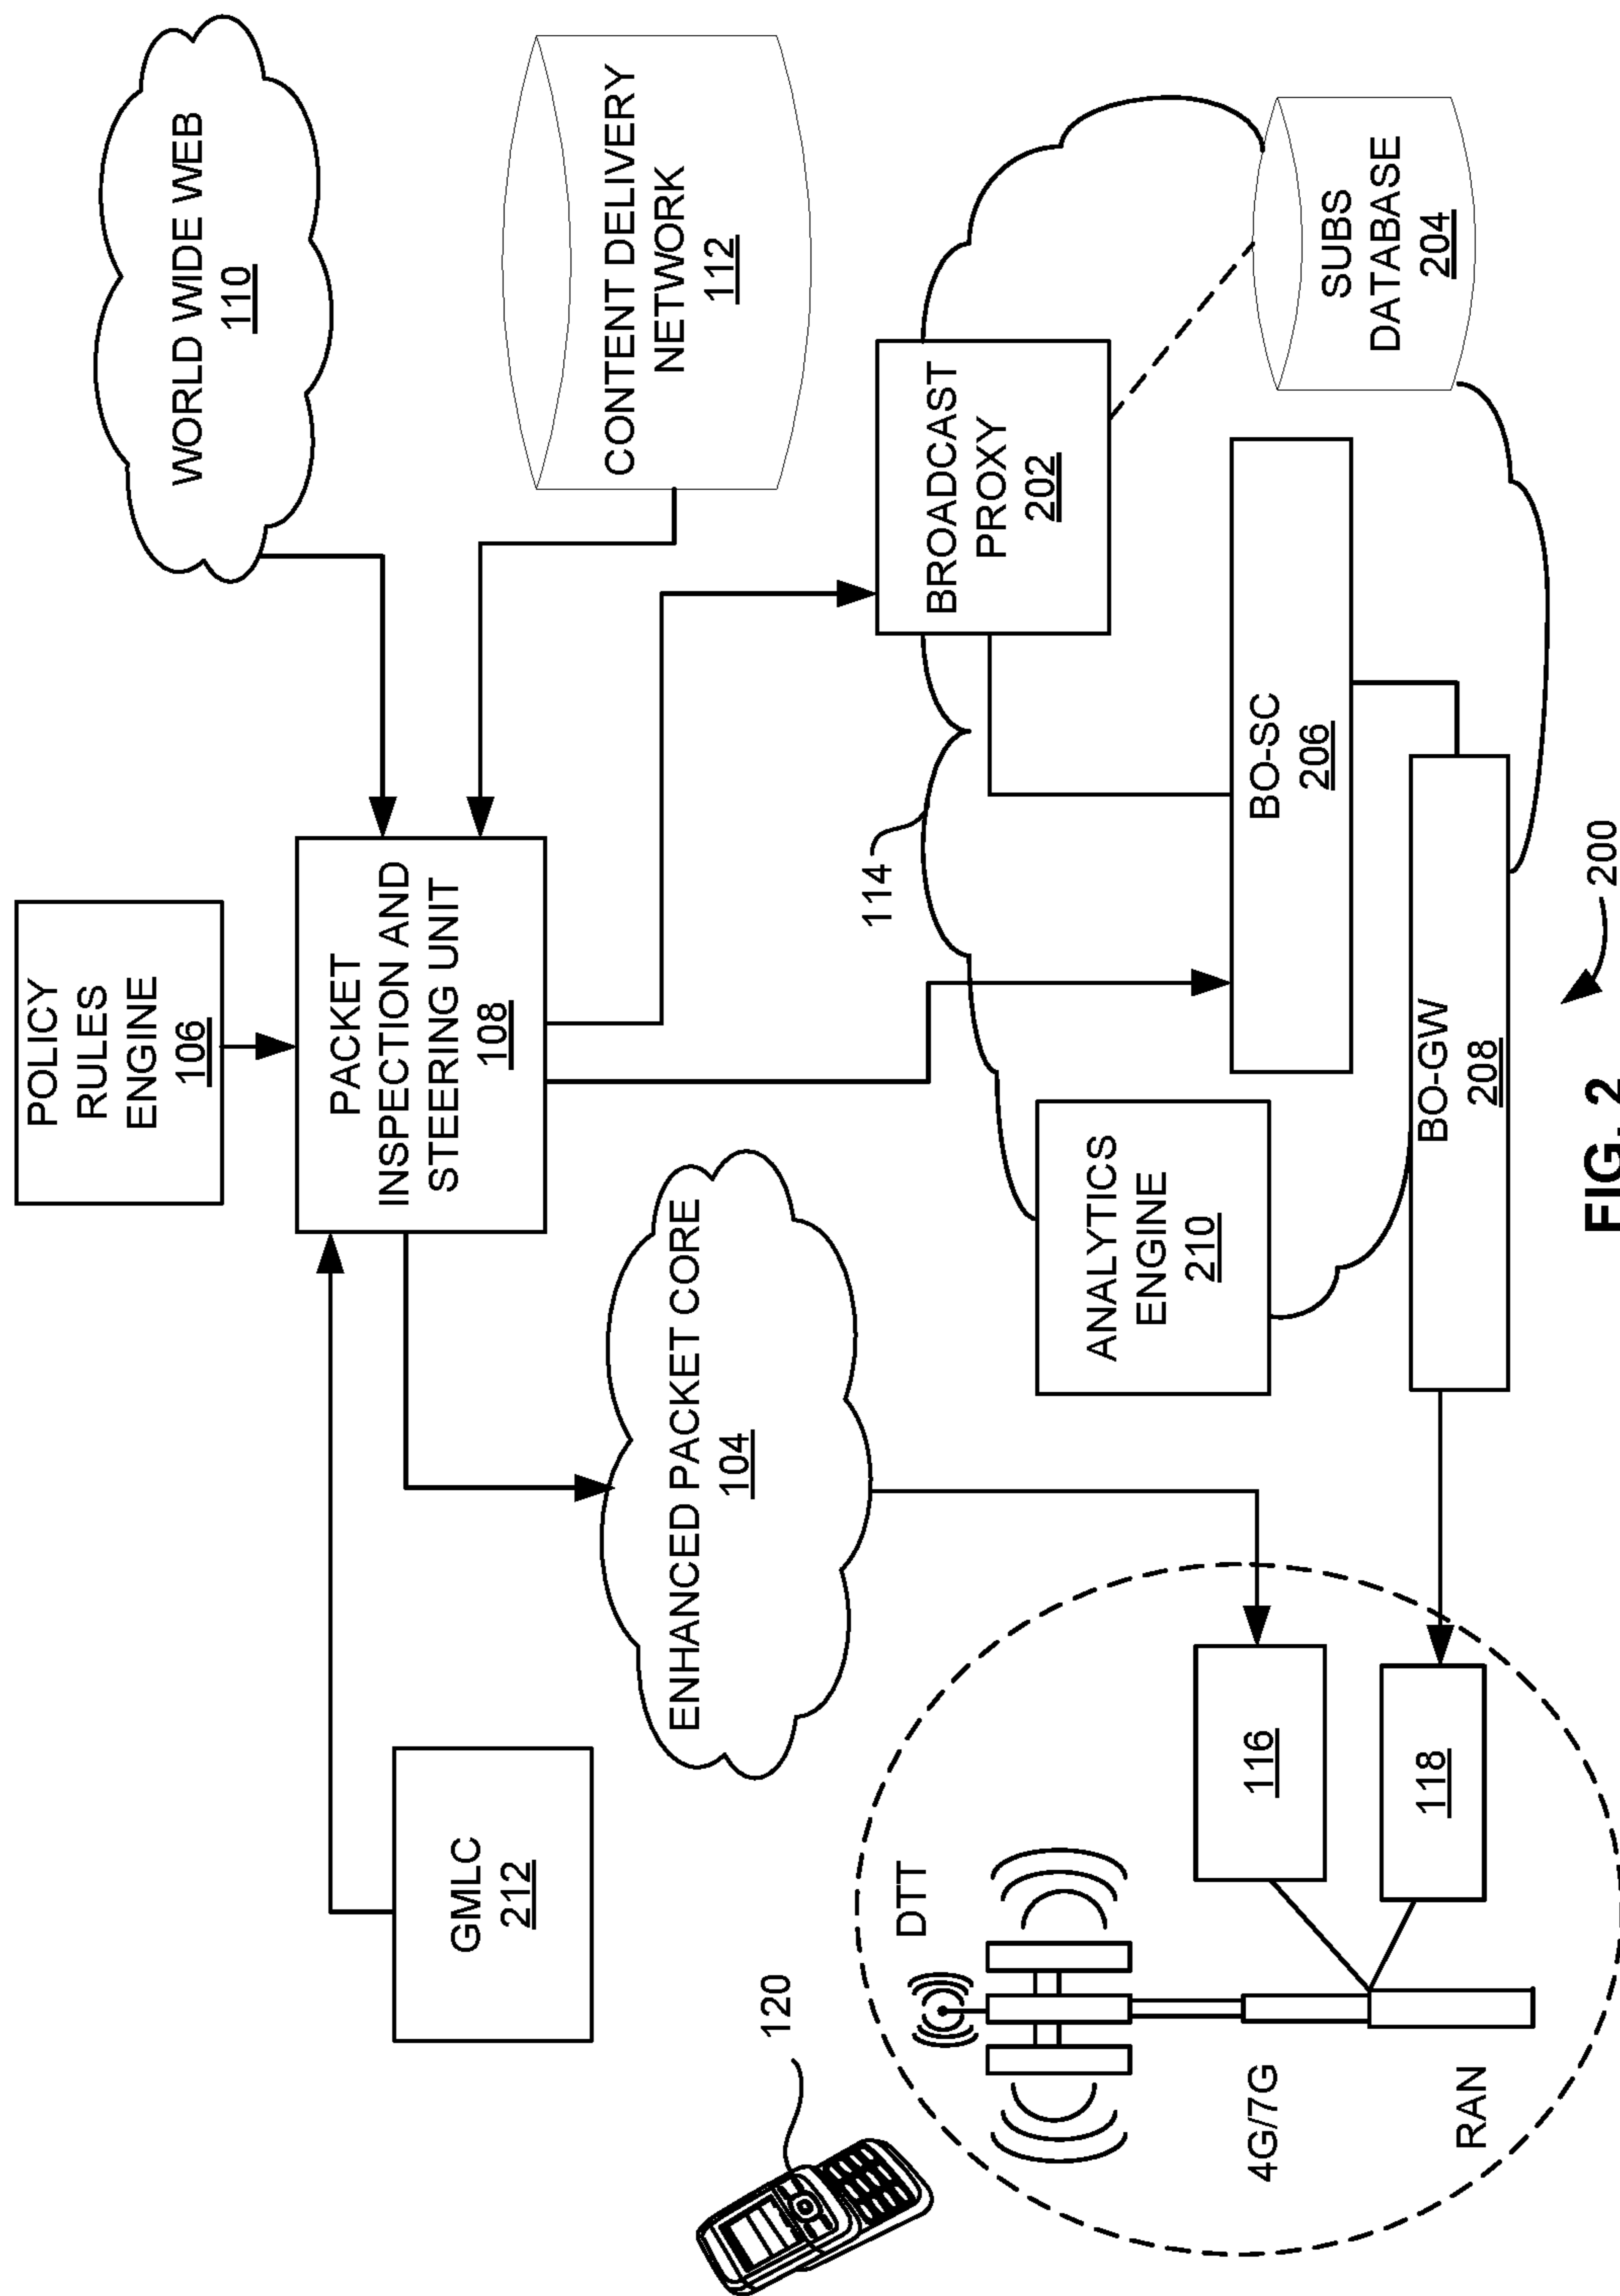 POLICY
RULES
ENGINE
106
WORLD WIDE WEB
110
GMLC
212
PACKET
INSPECTION AND
STEERING UNIT
108
CONTENT DELIVERY
NETWORK
112
ENHANCED PACKET CORE
104
120
114
BROADCAST
PROXY
202
DTT
ANALYTICS
ENGINE
210
BO-SC
206
SUBS
DATABASE
204
4G/7G
116
118
BO-GW
208
RAN
200
FIG. 2